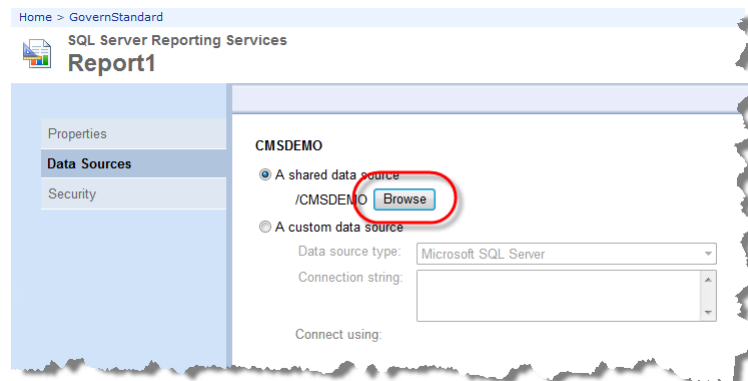 Home > GovernStandard
SQL Server Reporting Services
Report1
Properties
Data Sources
Security
CMSDEMO
A shared data source
/CMSDEMO Browse
A custom data source
Data source type: Microsoft SQL Server
Connection string:
Connect using: